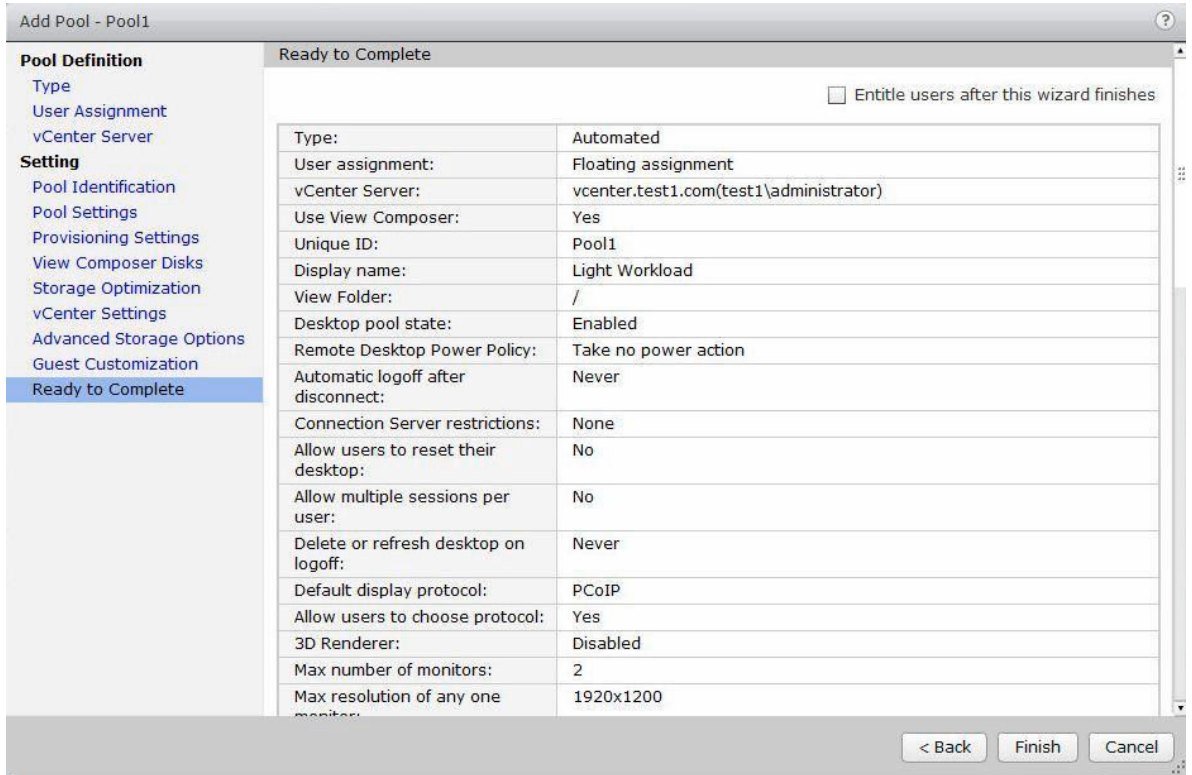 Add Pool - Pool1
?
Pool Definition
Type
User Assignment
vCenter Server
Setting
Pool Identification
Pool Settings
Provisioning Settings
View Composer Disks
Storage Optimization
vCenter Settings
Advanced Storage Options
Guest Customization
Ready to Complete
Ready to Complete
Entitle users after this wizard finishes
Type: Automated
User assignment: Floating assignment
vCenter Server: vcenter.test1.com(test1\administrator)
Use View Composer: Yes
Unique ID: Pool1
Display name: Light Workload
View Folder: /
Desktop pool state: Enabled
Remote Desktop Power Policy: Take no power action
Automatic logoff after
disconnect: Never
Connection Server restrictions: None
Allow users to reset their
desktop: No
Allow multiple sessions per
user: No
Delete or refresh desktop on
logoff: Never
Default display protocol: PCoIP
Allow users to choose protocol: Yes
3D Renderer: Disabled
Max number of monitors: 2
Max resolution of any one
monitor: 1920x1200
< Back
Finish
Cancel